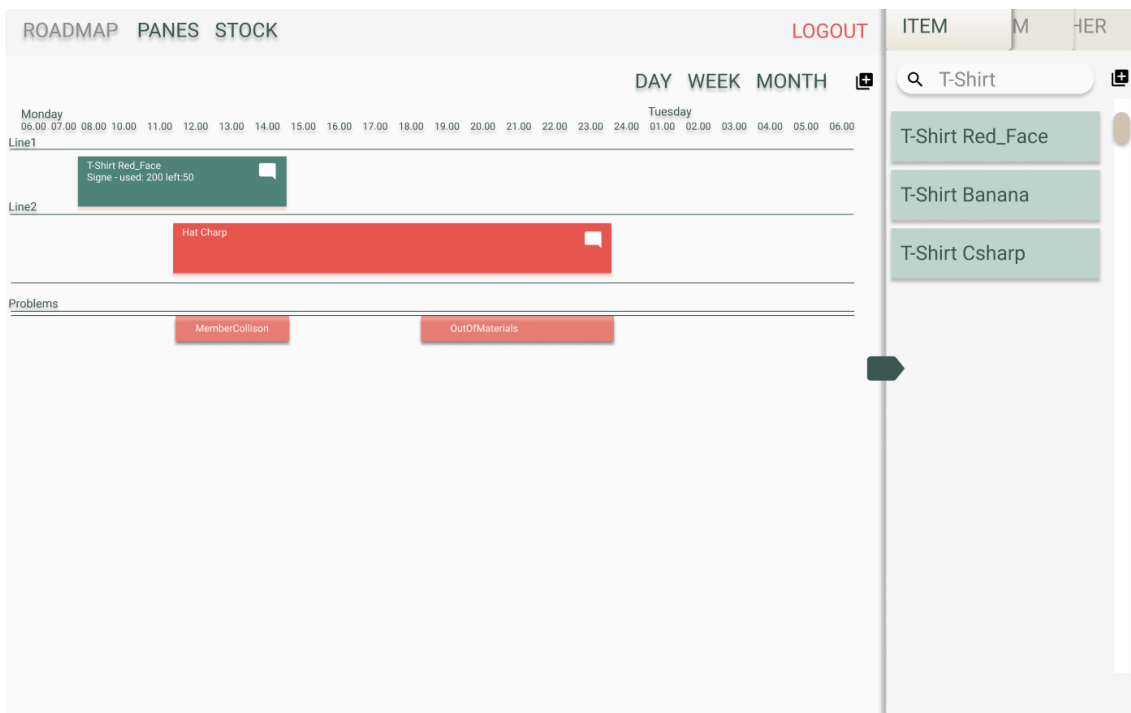 ROADMAP PANES STOCK LOGOUT
DAY WEEK MONTH
Monday Tuesday
06.00 07.00 08.00 10.00 11.00 12.00 13.00 14.00 15.00 16.00 17.00 18.00 19.00 20.00 21.00 22.00 23.00 24.00 01.00 02.00 03.00 04.00 05.00 06.00
Line1
T-Shirt Red_Face
Signe - used: 200 left:50
Line2
Hat Charp
Problems
MemberCollison OutOfMaterials
ITEM M HER
T-Shirt
T-Shirt Red_Face
T-Shirt Banana
T-Shirt Csharp